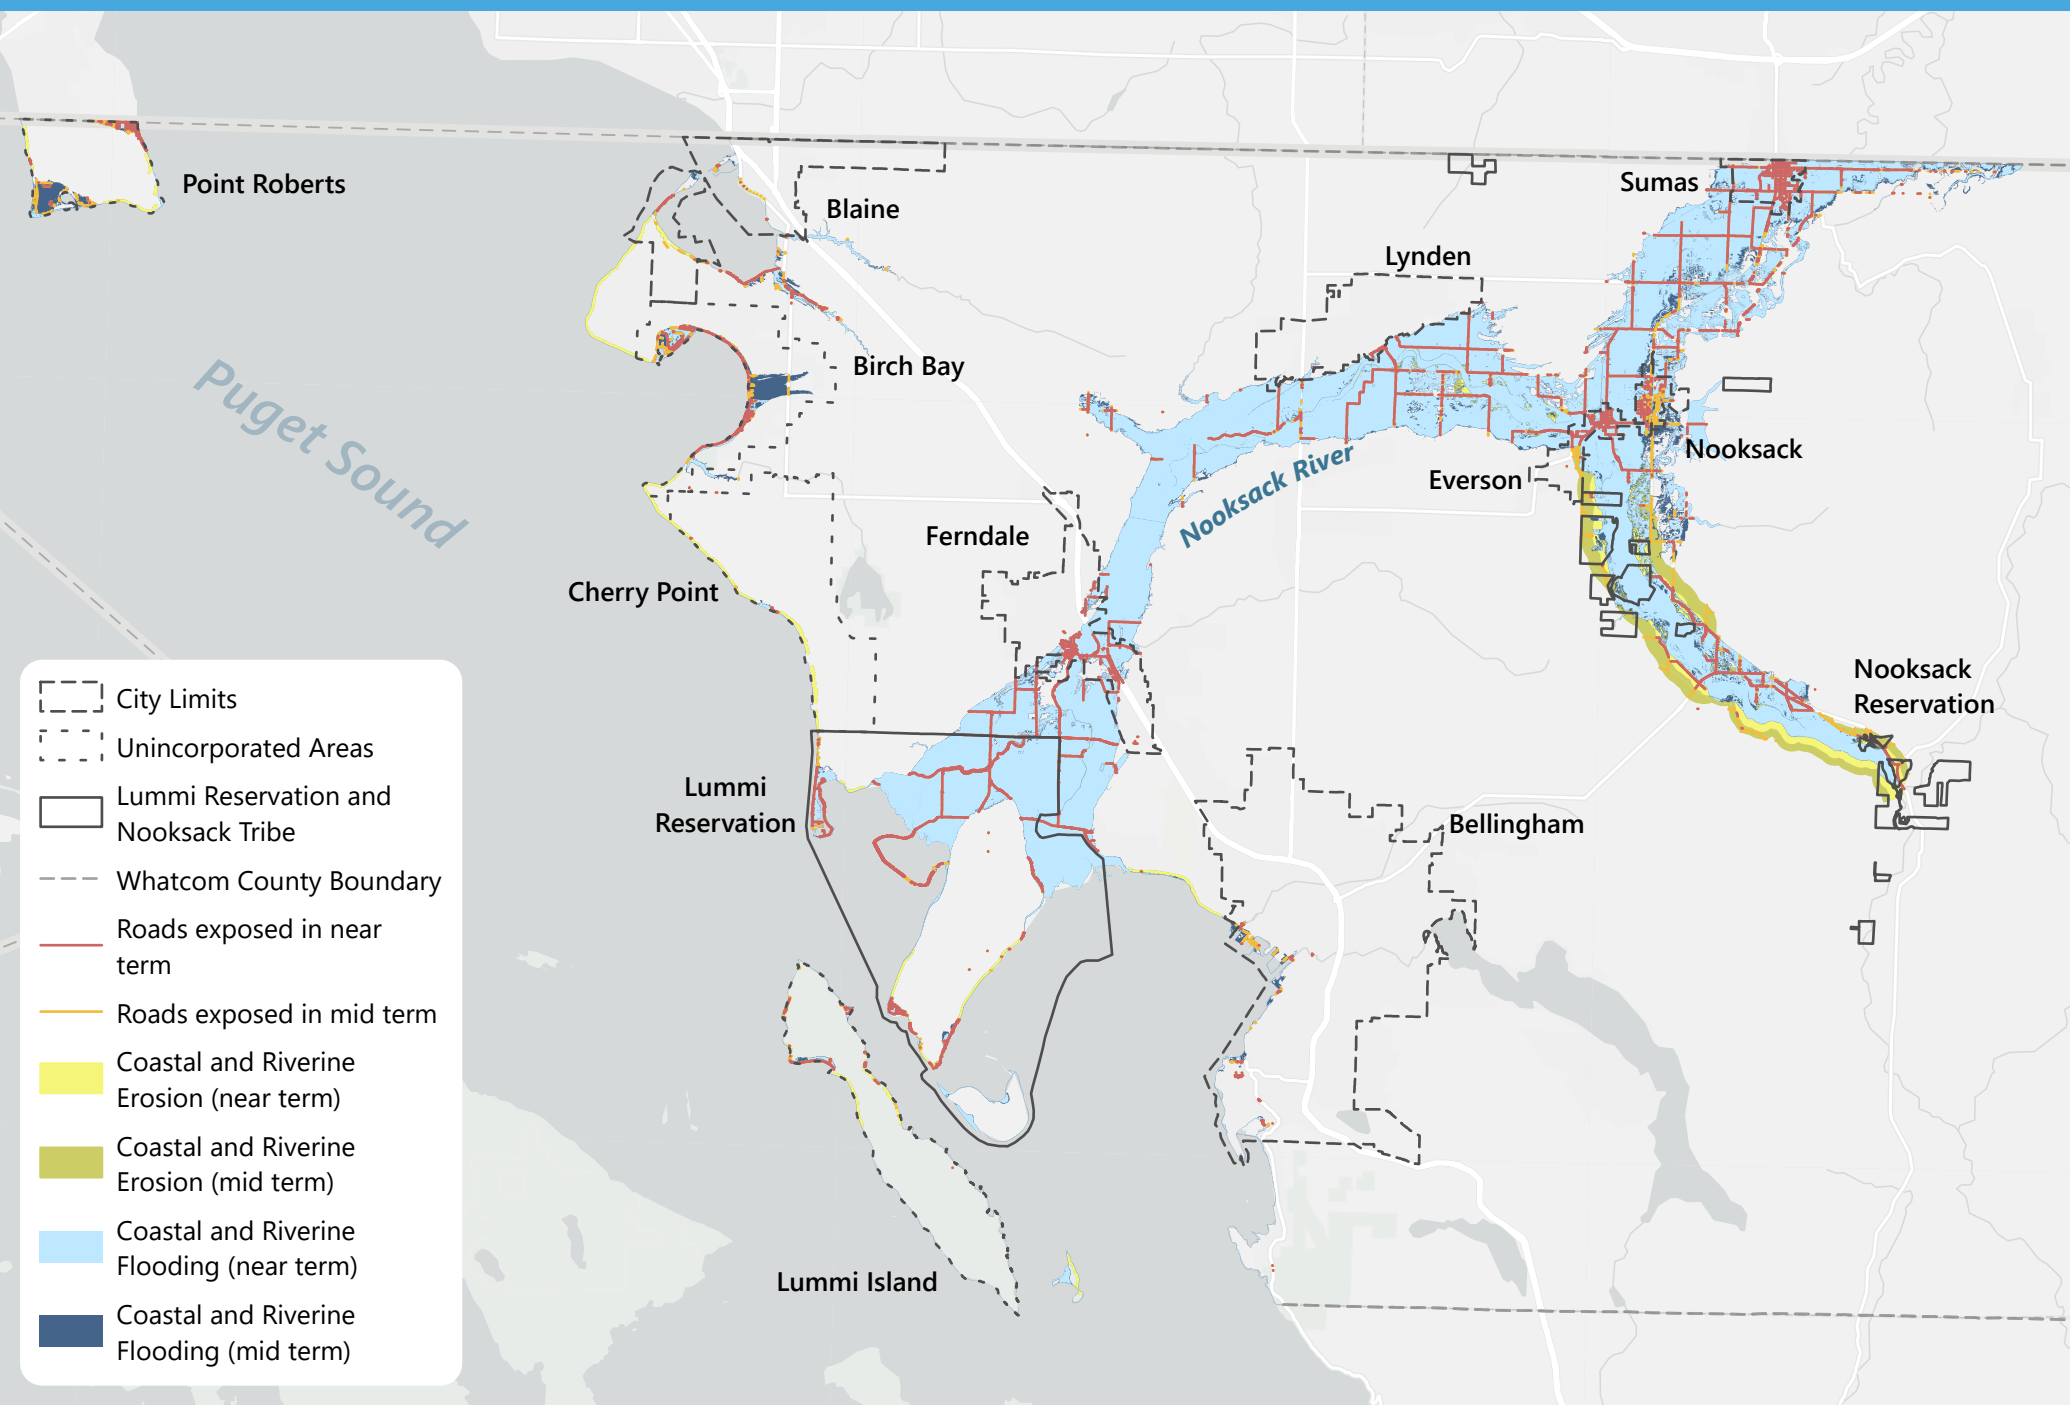 Point Roberts
Blaine
Sumas
Lynden
Birch Bay
Puget Sound
Nooksack
Nooksack River
Everson
Ferndale
Cherry Point
Nooksack
Reservation
Lummi
Reservation
Bellingham
Lummi Island
City Limits
Unincorporated Areas
Lummi Reservation and
Nooksack Tribe
Whatcom County Boundary
Roads exposed in near
term
Roads exposed in mid term
Coastal and Riverine
Erosion (near term)
Coastal and Riverine
Erosion (mid term)
Coastal and Riverine
Flooding (near term)
Coastal and Riverine
Flooding (mid term)